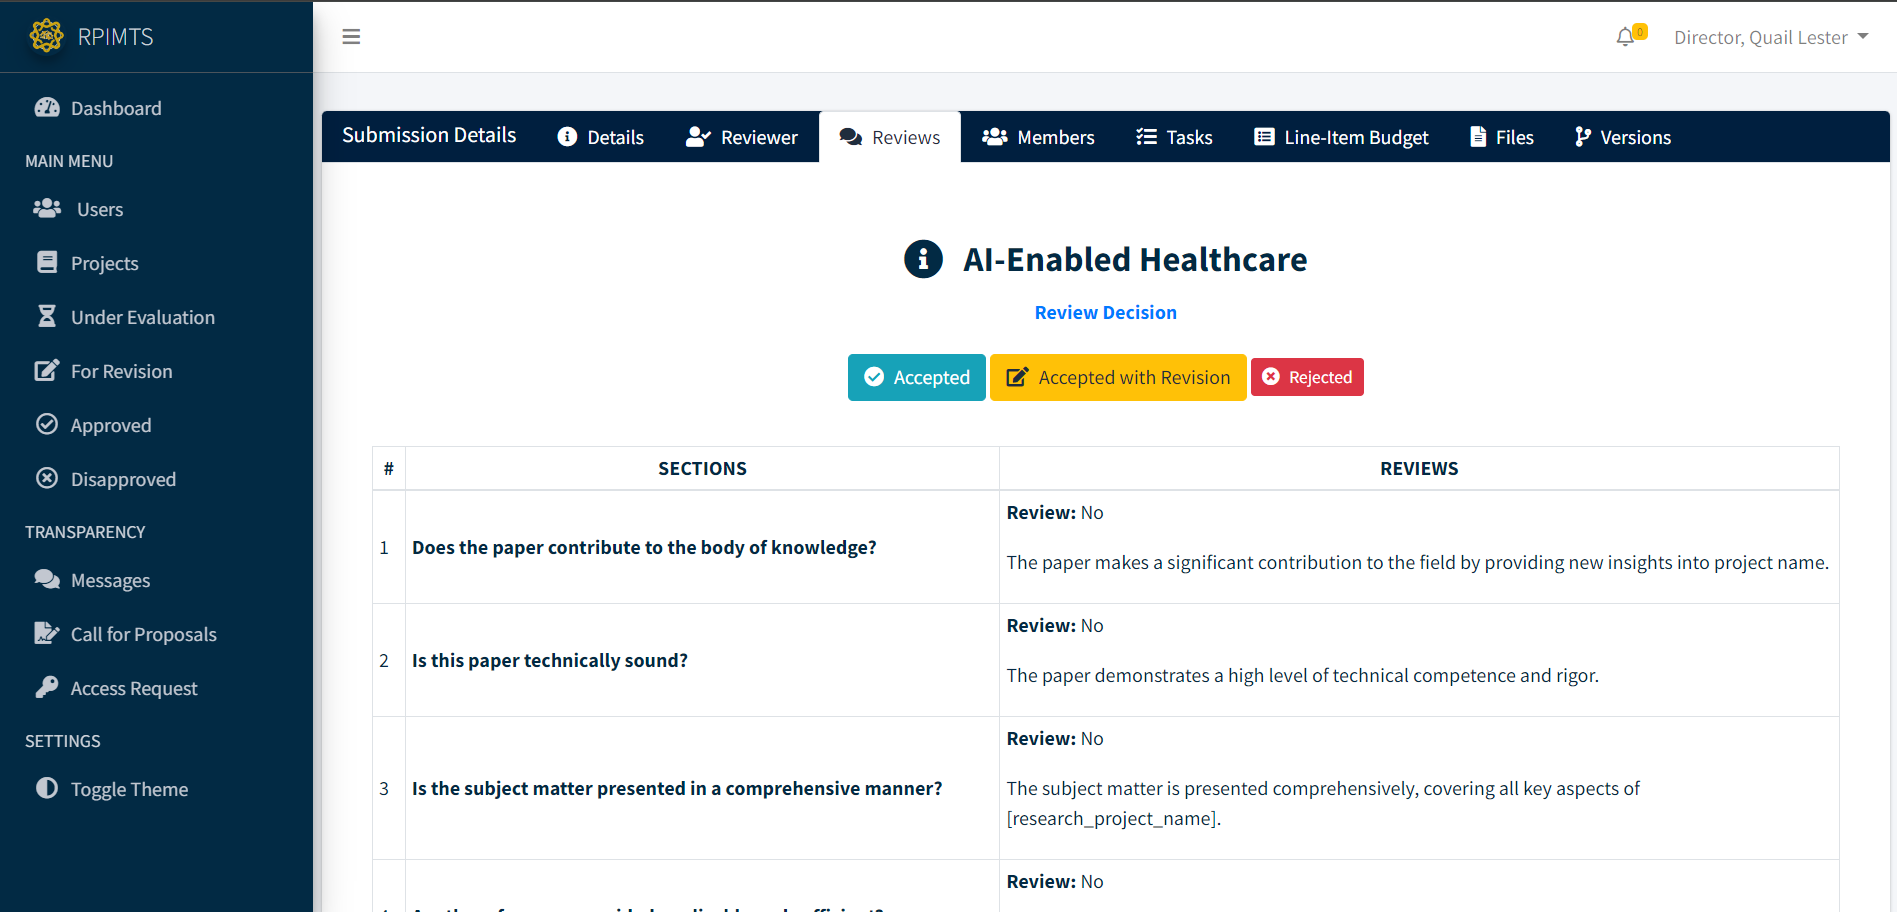 RPIMTS
0
Director, Quail Lester
Dashboard
MAIN MENU
Users
Projects
Under Evaluation
For Revision
Approved
Disapproved
TRANSPARENCY
Messages
Call for Proposals
Access Request
SETTINGS
Toggle Theme
Submission Details Details Reviewer Reviews Members Tasks Line-Item Budget Files Versions
AI-Enabled Healthcare
Review Decision
Accepted Accepted with Revision Rejected
# SECTIONS REVIEWS
1 Does the paper contribute to the body of knowledge?
Review: No
The paper makes a significant contribution to the field by providing new insights into project name.
2 Is this paper technically sound?
Review: No
The paper demonstrates a high level of technical competence and rigor.
3 Is the subject matter presented in a comprehensive manner?
Review: No
The subject matter is presented comprehensively, covering all key aspects of
[research_project_name].
Review: No